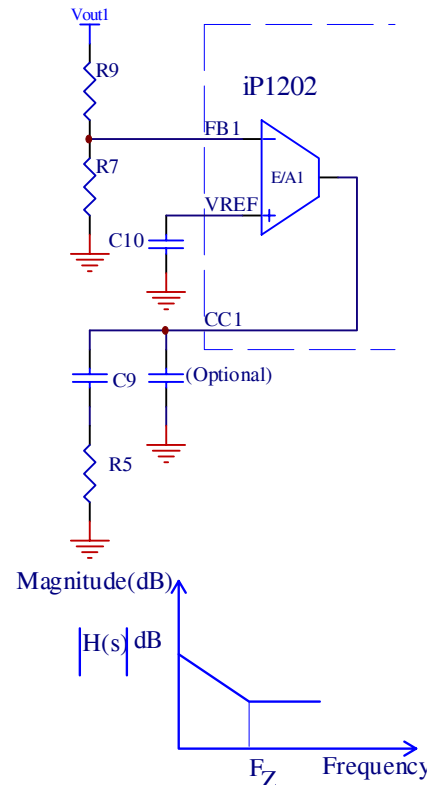 Vout1
R9
iP1202
FB1
R7
E/A1
VREF
C10
CC1
C9
(Optional)
R5
Magnitude(dB)
|H(s)| dB
FZ
Frequency